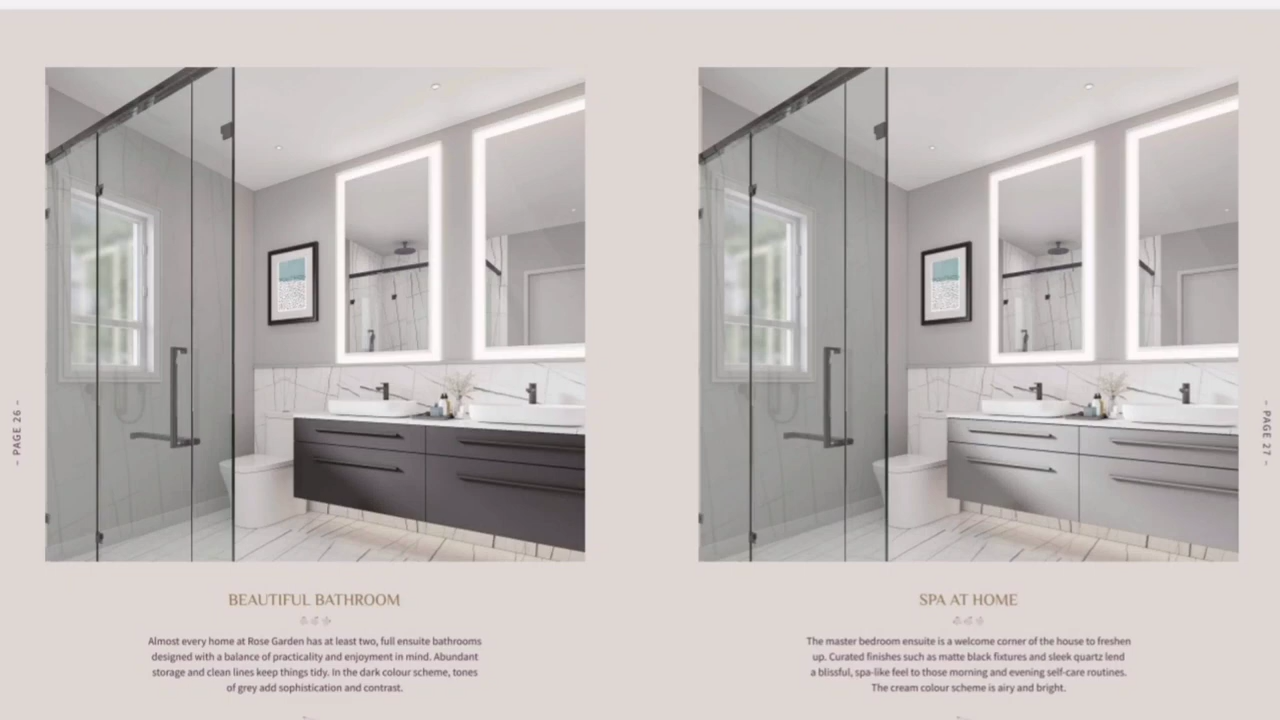 – PAGE 26 –
BEAUTIFUL BATHROOM
Almost every home at Rose Garden has at least two, full ensuite bathrooms
designed with a balance of practicality and enjoyment in mind. Abundant
storage and clean lines keep things tidy. In the dark colour scheme, tones
of grey add sophistication and contrast.
SPA AT HOME
The master bedroom ensuite is a welcome corner of the house to freshen
up. Curated finishes such as matte black fixtures and sleek quartz lend
a blissful, spa-like feel to those morning and evening self-care routines.
The cream colour scheme is airy and bright.
– PAGE 27 –